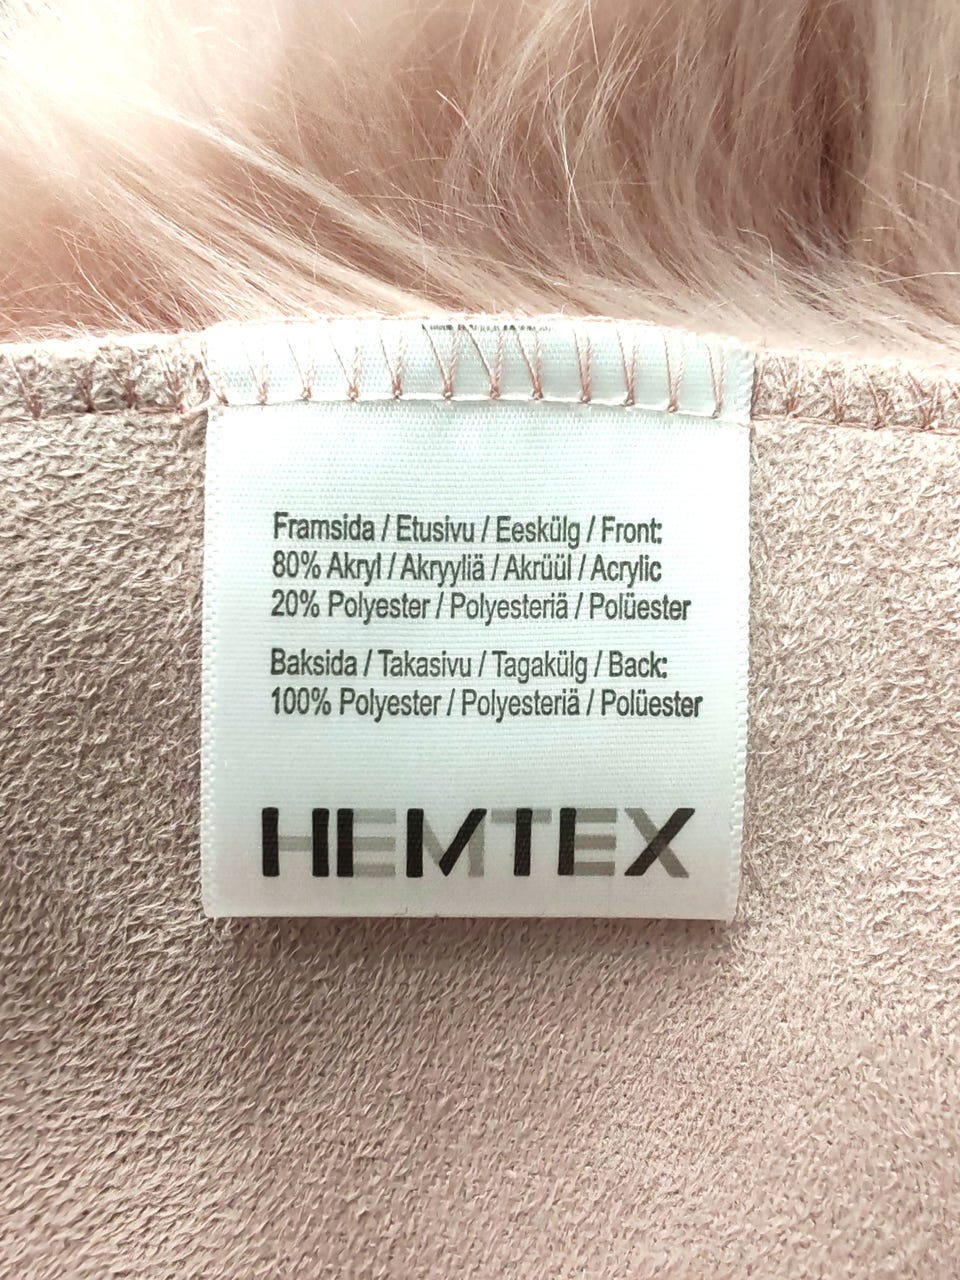 Framsida / Etusivu / Eeskülg / Front:
80% Akryl / Akryyliä / Akrüül / Acrylic
20% Polyester / Polyesteriä / Polüester
Baksida / Takasivu / Tagakülg / Back:
100% Polyester / Polyesteriä / Polüester
HEMTEX